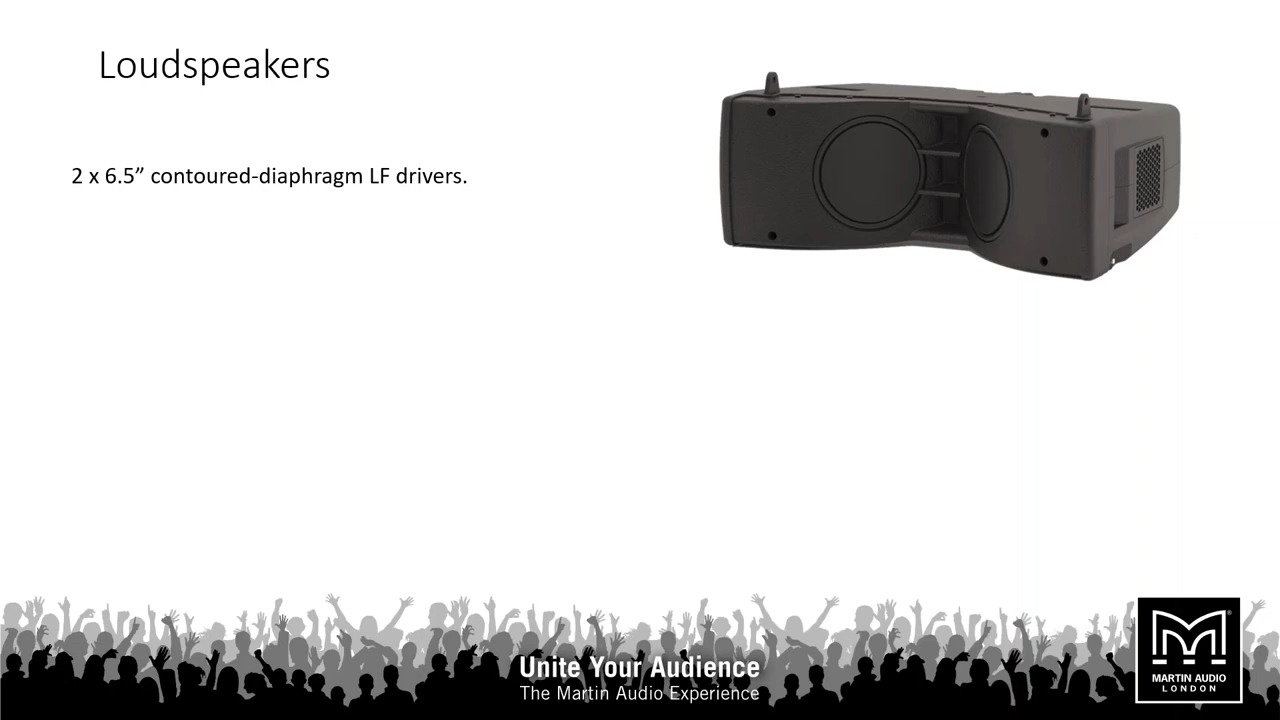 Loudspeakers
2 x 6.5” contoured-diaphragm LF drivers.
Unite Your Audience
The Martin Audio Experience
M®
MARTIN AUDIO
LONDON